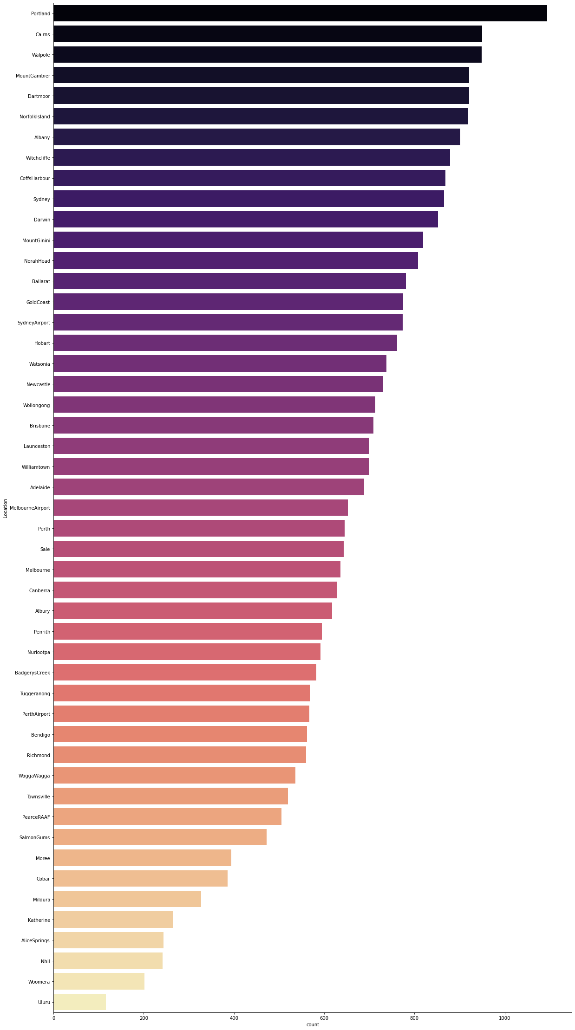 Portland
Cairns
Walpole
MountGambier
Dartmoor
NorfolkIsland
Albany
Witchcliffe
CoffsHarbour
Sydney
Darwin
MountGinini
NorahHead
Ballarat
GoldCoast
SydneyAirport
Hobart
Watsonia
Newcastle
Wollongong
Brisbane
Launceston
Williamtown
Adelaide
MelbourneAirport
Perth
Sale
Melbourne
Canberra
Albury
Penrith
Nuriootpa
BadgerysCreek
Tuggeranong
PerthAirport
Bendigo
Richmond
WaggaWagga
Townsville
PearceRAAF
SalmonGums
Moree
Cobar
Mildura
Katherine
AliceSprings
Nhil
Woomera
Uluru
Location
0 200 400 600 800 1000
count